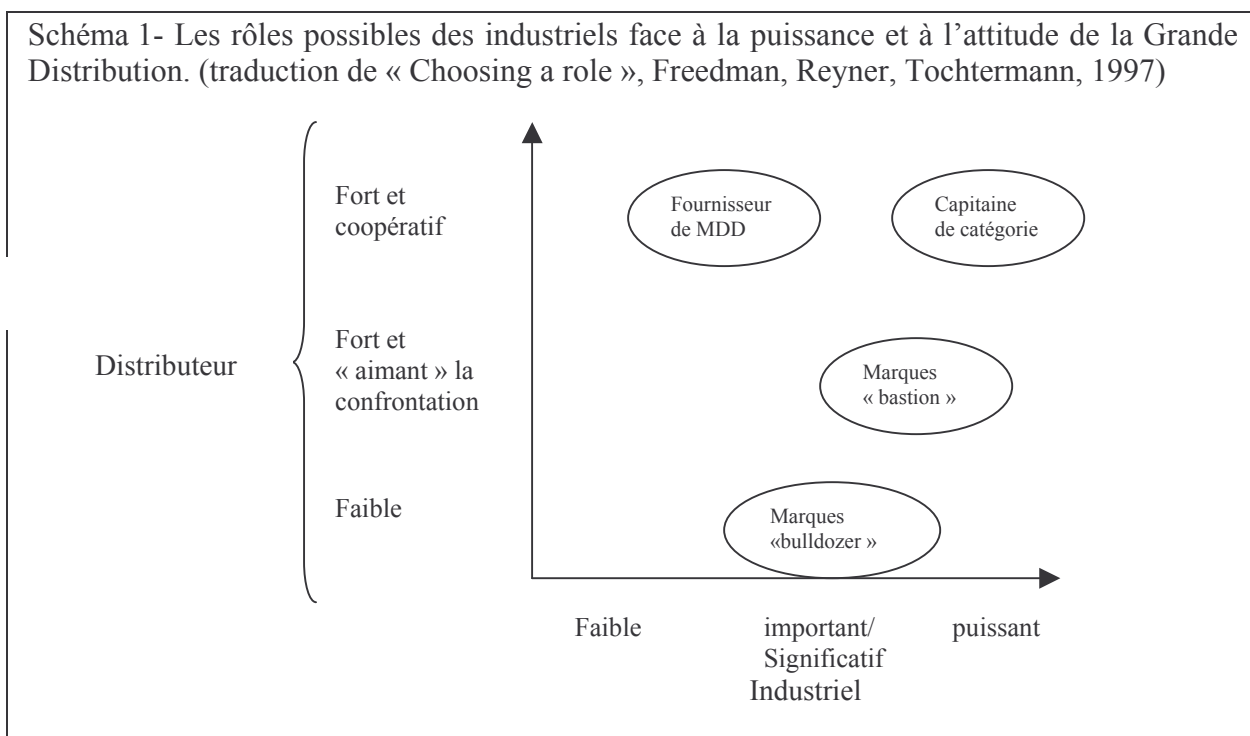 Schéma 1- Les rôles possibles des industriels face à la puissance et à l’attitude de la Grande
Distribution. (traduction de « Choosing a role », Freedman, Reyner, Tochtermann, 1997)
Fort et
coopératif
Fournisseur
de MDD
Capitaine
de catégorie
Distributeur
Fort et
« aimant » la
confrontation
Marques
« bastion »
Faible
Marques
«bulldozer »
Faible
important/
Significatif
puissant
Industriel